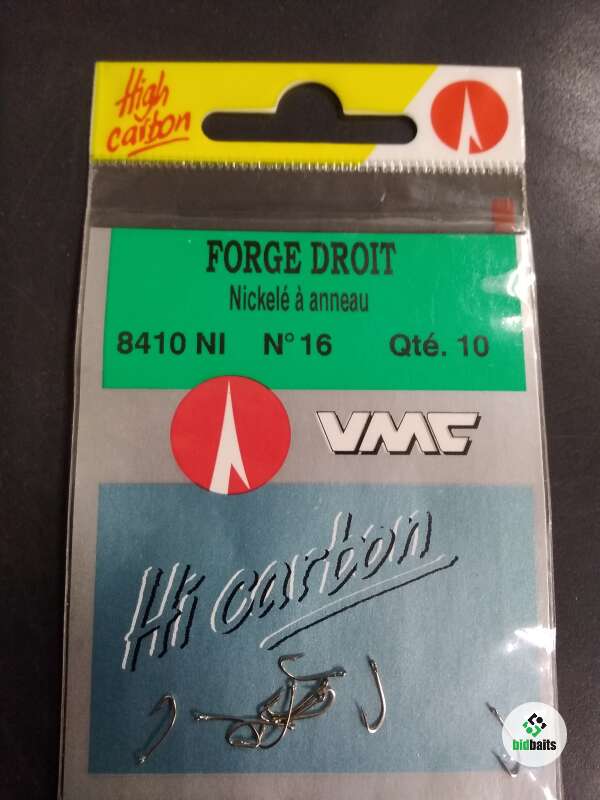 High
carbon
FORGE DROIT
Nickelé à anneau
8410 NI N° 16 Qté. 10
VMC
Hi carbon
bidbaits